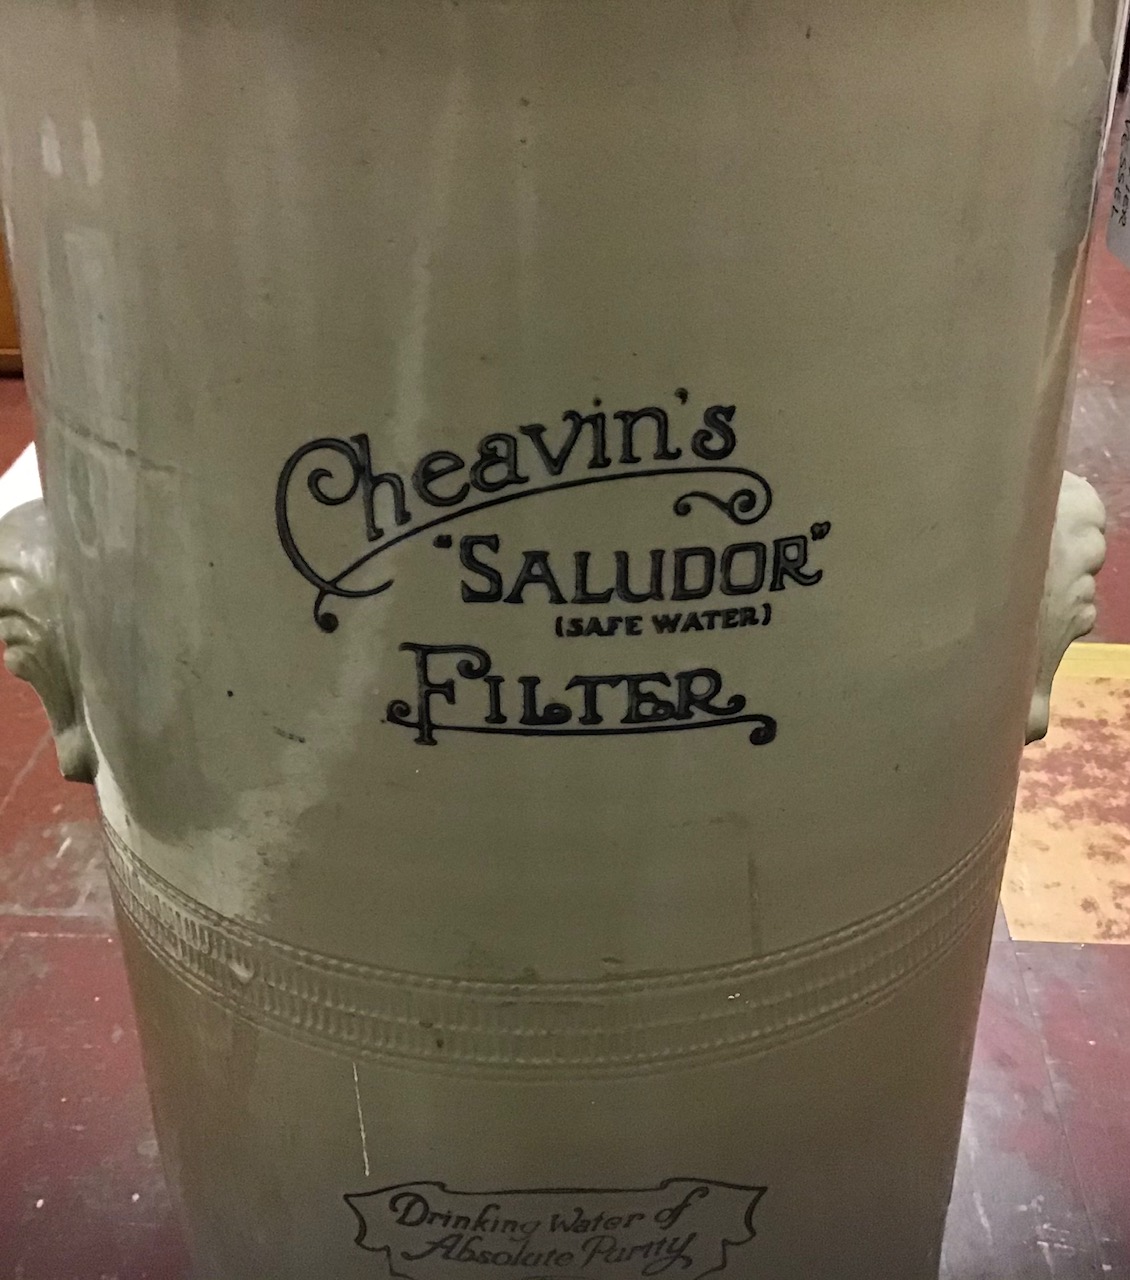 Cheavin's
"SALUDOR"
(SAFE WATER)
FILTER
Drinking Water of
Absolute Purity